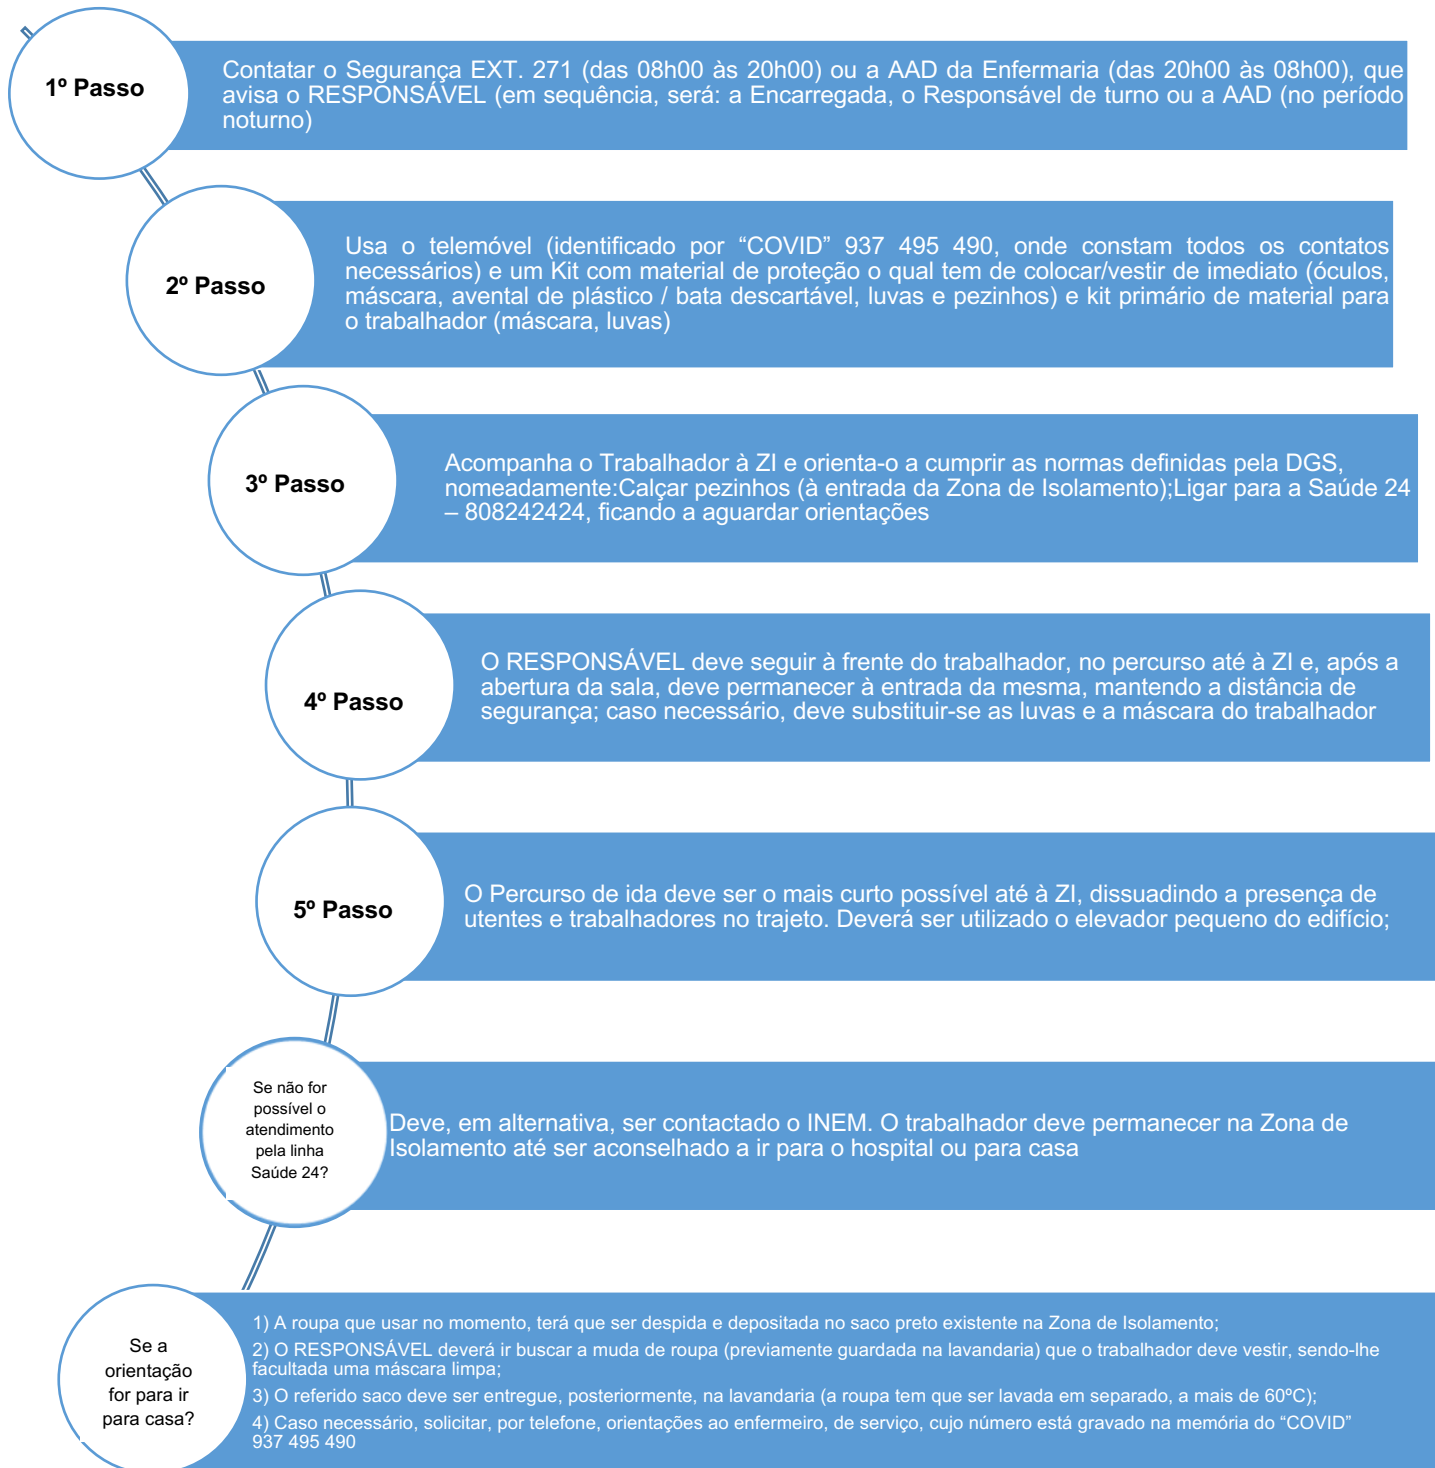 1º Passo
Contatar o Segurança EXT. 271 (das 08h00 às 20h00) ou a AAD da Enfermaria (das 20h00 às 08h00), que
avisa o RESPONSÁVEL (em sequência, será: a Encarregada, o Responsável de turno ou a AAD (no período
noturno)
2º Passo
Usa o telemóvel (identificado por “COVID” 937 495 490, onde constam todos os contatos
necessários) e um Kit com material de proteção o qual tem de colocar/vestir de imediato (óculos,
máscara, avental de plástico / bata descartável, luvas e pezinhos) e kit primário de material para
o trabalhador (máscara, luvas)
3º Passo
Acompanha o Trabalhador à ZI e orienta-o a cumprir as normas definidas pela DGS,
nomeadamente:Calçar pezinhos (à entrada da Zona de Isolamento);Ligar para a Saúde 24
– 808242424, ficando a aguardar orientações
4º Passo
O RESPONSÁVEL deve seguir à frente do trabalhador, no percurso até à ZI e, após a
abertura da sala, deve permanecer à entrada da mesma, mantendo a distância de
segurança; caso necessário, deve substituir-se as luvas e a máscara do trabalhador
5º Passo
O Percurso de ida deve ser o mais curto possível até à ZI, dissuadindo a presença de
utentes e trabalhadores no trajeto. Deverá ser utilizado o elevador pequeno do edifício;
Se não for
possível o
atendimento
pela linha
Saúde 24?
Deve, em alternativa, ser contactado o INEM. O trabalhador deve permanecer na Zona de
Isolamento até ser aconselhado a ir para o hospital ou para casa
Se a
orientação
for para ir
para casa?
1) A roupa que usar no momento, terá que ser despida e depositada no saco preto existente na Zona de Isolamento;
2) O RESPONSÁVEL deverá ir buscar a muda de roupa (previamente guardada na lavandaria) que o trabalhador deve vestir, sendo-lhe
facultada uma máscara limpa;
3) O referido saco deve ser entregue, posteriormente, na lavandaria (a roupa tem que ser lavada em separado, a mais de 60ºC);
4) Caso necessário, solicitar, por telefone, orientações ao enfermeiro, de serviço, cujo número está gravado na memória do “COVID”
937 495 490